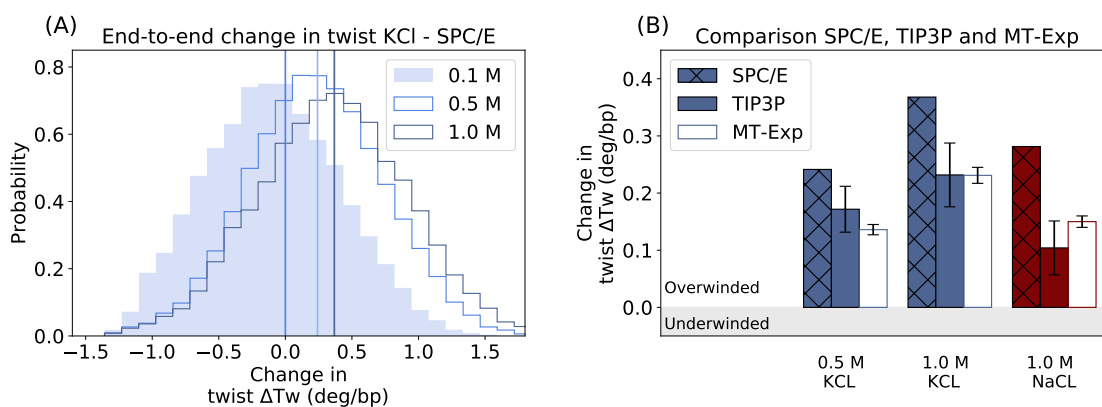 (A)
End-to-end change in twist KCl - SPC/E
0.1 M
0.5 M
1.0 M
Probability
0.8
0.6
0.4
0.2
0.0
−1.5 −1.0 −0.5 0.0 0.5 1.0 1.5
Change in
twist ΔTw (deg/bp)
(B)
Comparison SPC/E, TIP3P and MT-Exp
SPC/E
TIP3P
MT-Exp
Change in
twist ΔTw (deg/bp)
0.4
0.3
0.2
0.1
0.0
Overwinded
Underwinded
0.5 M
KCL
1.0 M
KCL
1.0 M
NaCL